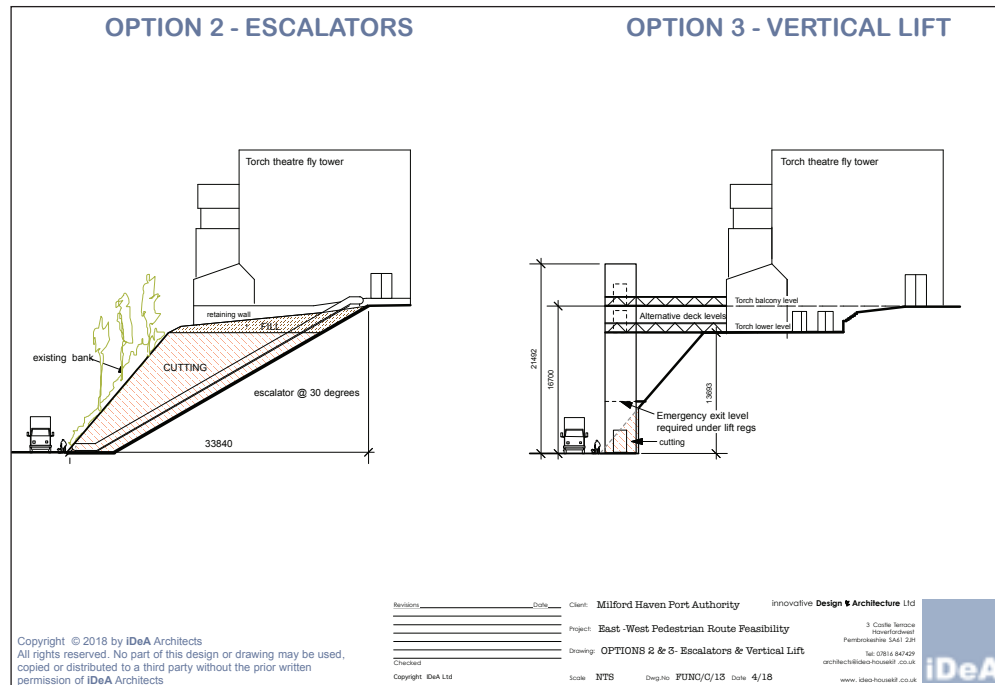 OPTION 2 - ESCALATORS
OPTION 3 - VERTICAL LIFT
Torch theatre fly tower
retaining wall
FILL
existing bank
CUTTING
escalator @ 30 degrees
33840
Torch theatre fly tower
Torch balcony level
Alternative deck levels
Torch lower level
21492
16700
13693
Emergency exit level
required under lift regs
cutting
Copyright © 2018 by iDeA Architects
All rights reserved. No part of this design or drawing may be used,
copied or distributed to a third party without the prior written
permission of iDeA Architects
Revisions Date
Checked
Copyright iDeA Ltd
Client: Milford Haven Port Authority
Project: East -West Pedestrian Route Feasibility
Drawing: OPTIONS 2 & 3- Escalators & Vertical Lift
Scale NTS Dwg.No FUNC/C/13 Date 4/18
innovative Design & Architecture Ltd
3 Castle Terrace
Haverfordwest
Pembrokeshire SA61 2JH
Tel: 07816 847429
architects@idea-housekit .co.uk
www. idea-housekit .co.uk
iDeA